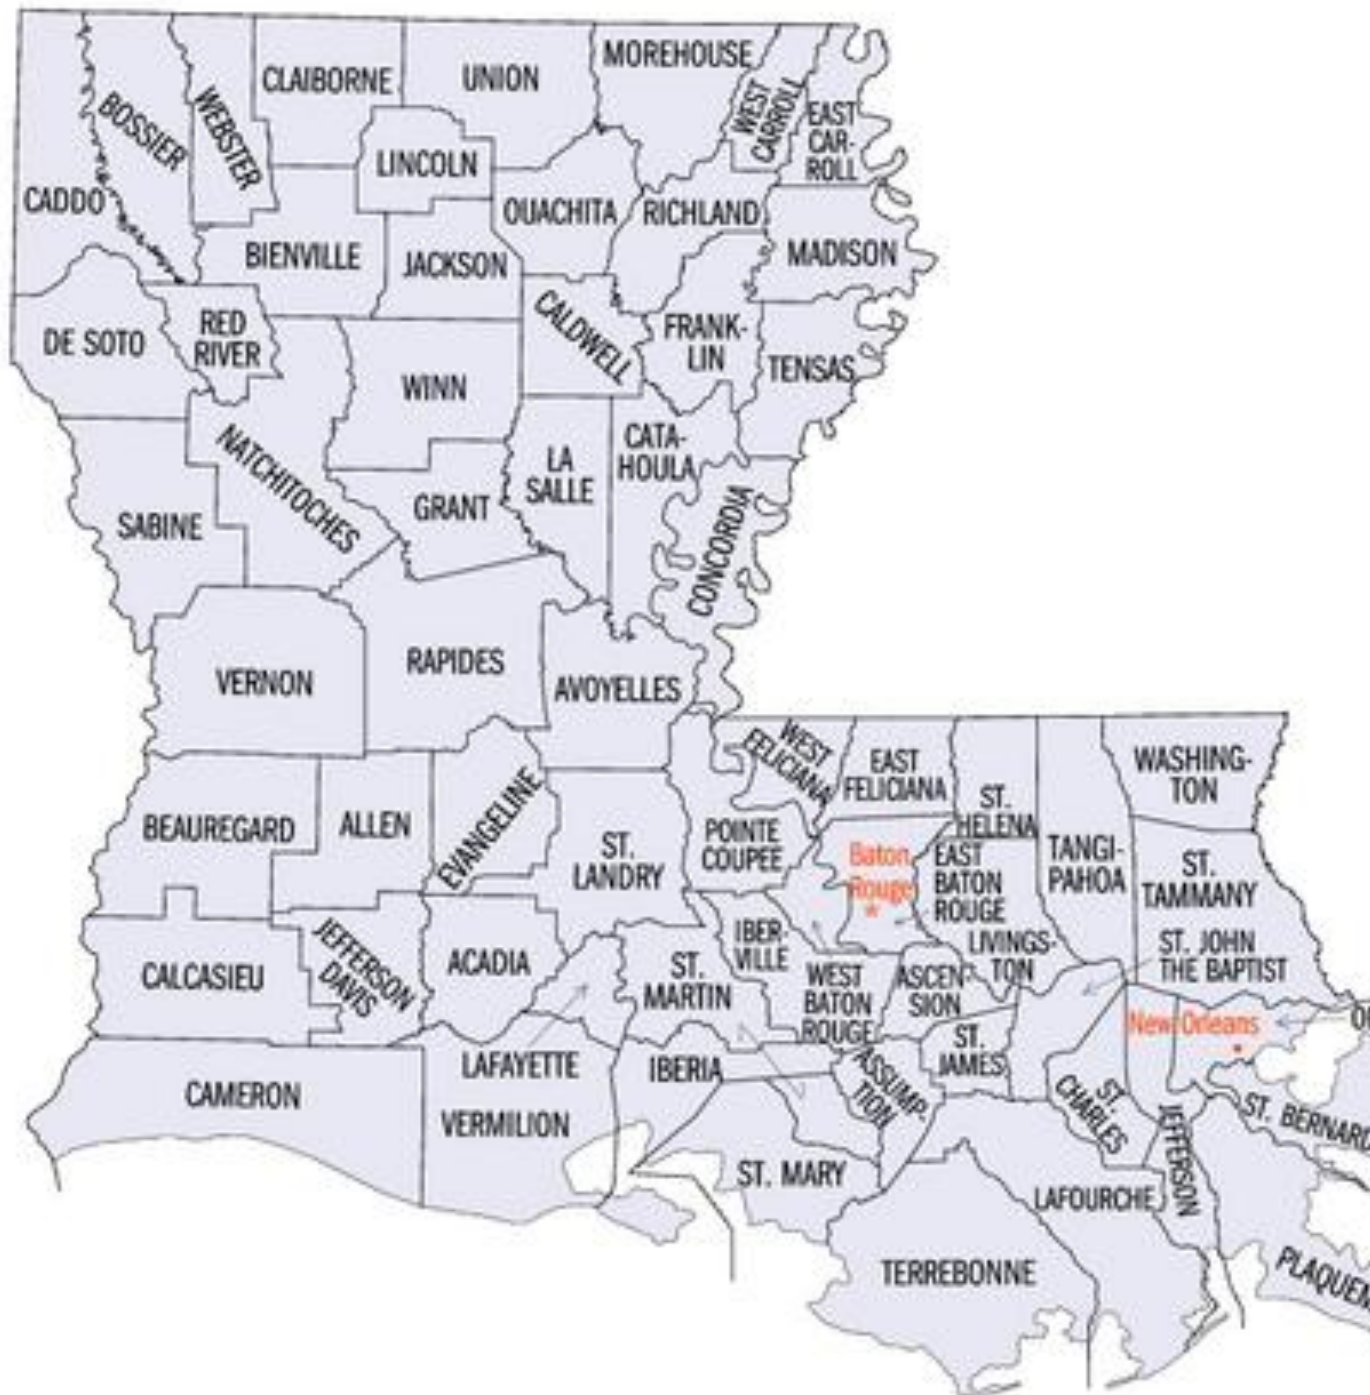 MOREHOUSE
CLAIBORNE
UNION
WEST
CARROLL
EAST
CAR-
ROLL
BOSSIER
WEBSTER
LINCOLN
CADDO
OUACHITA
RICHLAND
BIENVILLE
JACKSON
MADISON
DE SOTO
RED
RIVER
CALDWELL
FRANK-
LIN
TENSAS
WINN
NATCHITOCHES
LA
SALLE
CATA-
HOULA
GRANT
SABINE
CONCORDIA
VERNON
RAPIDES
AVOYELLES
WEST
FELICIANA
EAST
FELICIANA
ST.
HELENA
WASHING-
TON
BEAUREGARD
ALLEN
EVANGELINE
ST.
LANDRY
POINTE
COUPEE
Baton
Rouge
EAST
BATON
ROUGE
TANGI-
PAHOA
ST.
TAMMANY
CALCASIEU
JEFFERSON
DAVIS
ACADIA
ST.
MARTIN
IBER-
VILLE
WEST
BATON
ROUGE
ASCEN-
SION
LIVINGS-
TON
ST. JOHN
THE BAPTIST
New Orleans
CAMERON
LAFAYETTE
VERMILION
IBERIA
ASSUMP-
TION
ST.
JAMES
ST.
CHARLES
JEFFERSON
ST. BERNARD
ST. MARY
LAFOURCHE
TERREBONNE
PLAQUEM